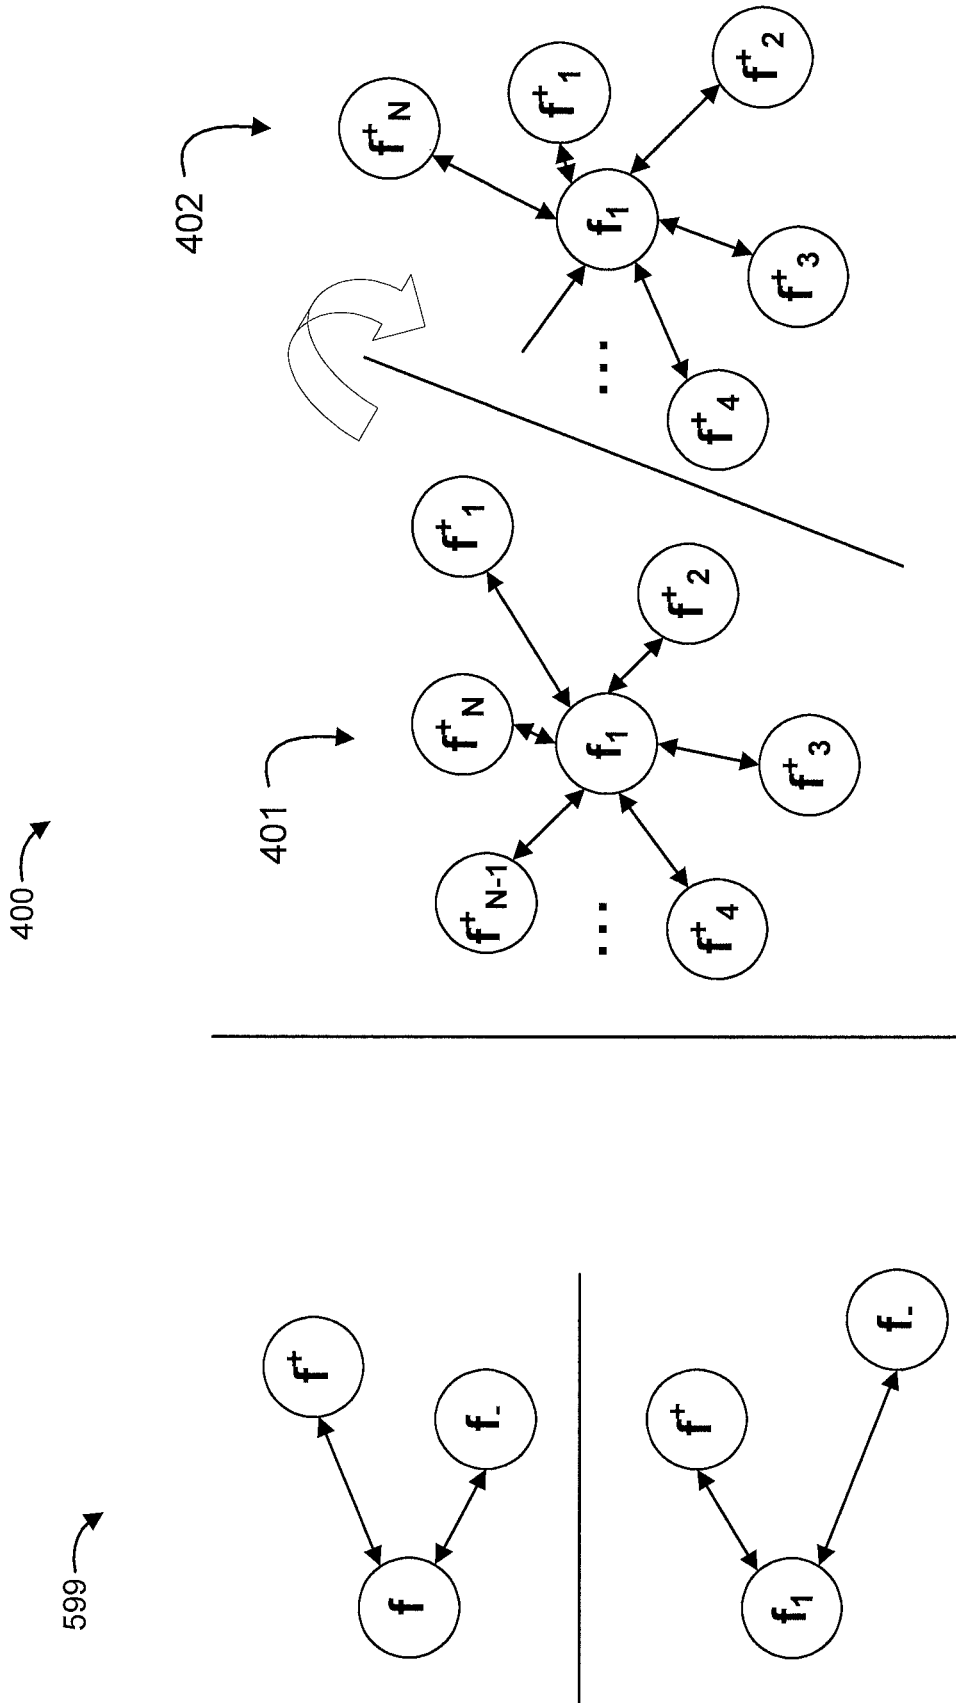 599
f
f⁺
f₋
f₁
f⁺
f₋
400
401
f⁺ N-1
f⁺ N
f⁺ 1
f₁
...
f⁺ 4
f⁺ 3
f⁺ 2
402
f⁺ N
f⁺ 1
f₁
...
f⁺ 4
f⁺ 3
f⁺ 2